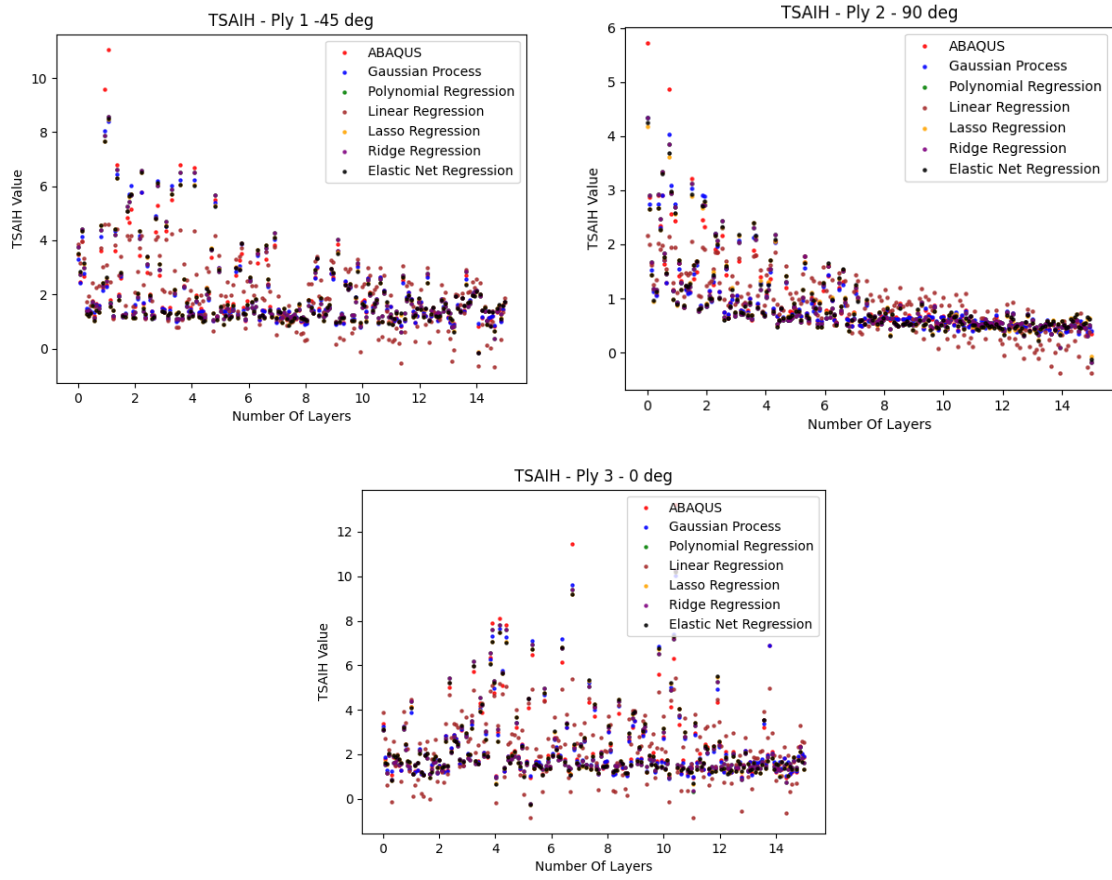 TSAIH - Ply 1 -45 deg
TSAIH Value
10
8
6
4
2
0
ABAQUS
Gaussian Process
Polynomial Regression
Linear Regression
Lasso Regression
Ridge Regression
Elastic Net Regression
0 2 4 6 8 10 12 14
Number Of Layers
TSAIH - Ply 2 - 90 deg
TSAIH Value
6
5
4
3
2
1
0
ABAQUS
Gaussian Process
Polynomial Regression
Linear Regression
Lasso Regression
Ridge Regression
Elastic Net Regression
0 2 4 6 8 10 12 14
Number Of Layers
TSAIH - Ply 3 - 0 deg
TSAIH Value
12
10
8
6
4
2
0
ABAQUS
Gaussian Process
Polynomial Regression
Linear Regression
Lasso Regression
Ridge Regression
Elastic Net Regression
0 2 4 6 8 10 12 14
Number Of Layers